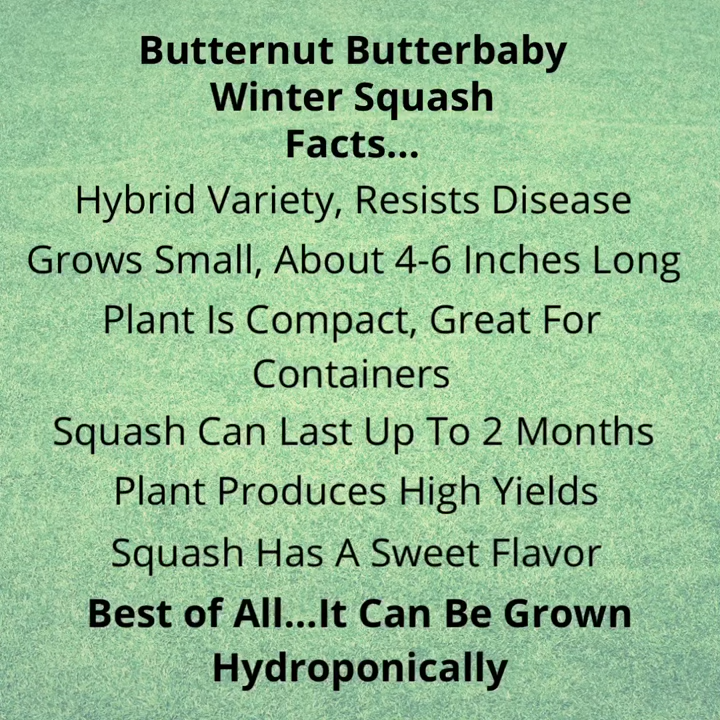 Butternut Butterbaby
Winter Squash
Facts...
Hybrid Variety, Resists Disease
Grows Small, About 4-6 Inches Long
Plant Is Compact, Great For
Containers
Squash Can Last Up To 2 Months
Plant Produces High Yields
Squash Has A Sweet Flavor
Best of All...It Can Be Grown
Hydroponically